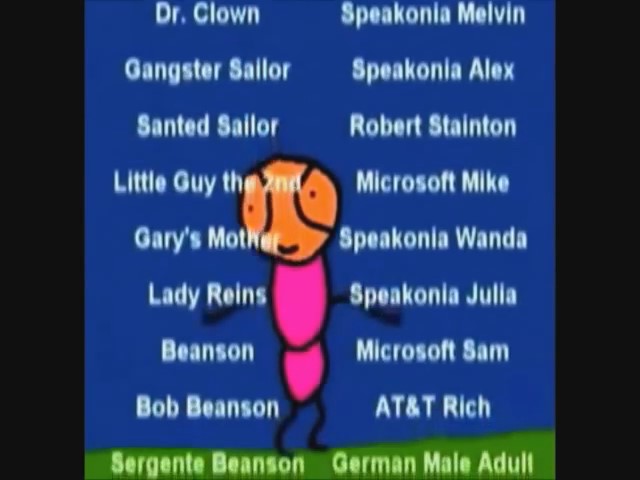 Dr. Clown Speakonia Melvin
Gangster Sailor Speakonia Alex
Santed Sailor Robert Stainton
Little Guy the 2nd Microsoft Mike
Gary's Mother Speakonia Wanda
Lady Reins Speakonia Julia
Beanson Microsoft Sam
Bob Beanson AT&T Rich
Sergente Beanson German Male Adult